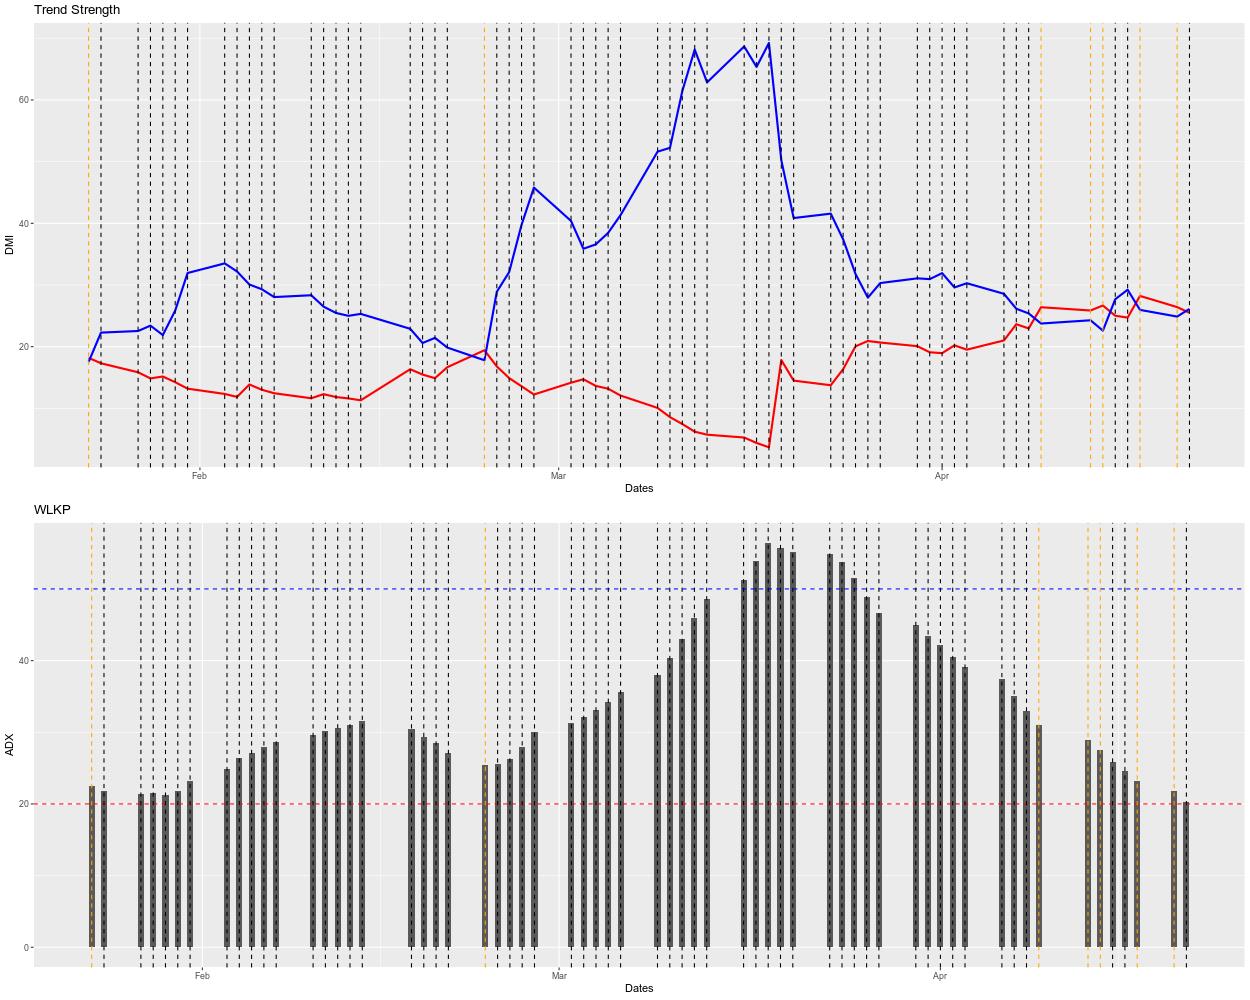 Trend Strength
60
40
20
DMI
Feb
Mar
Apr
Dates
WLKP
40
20
0
ADX
Feb
Mar
Apr
Dates